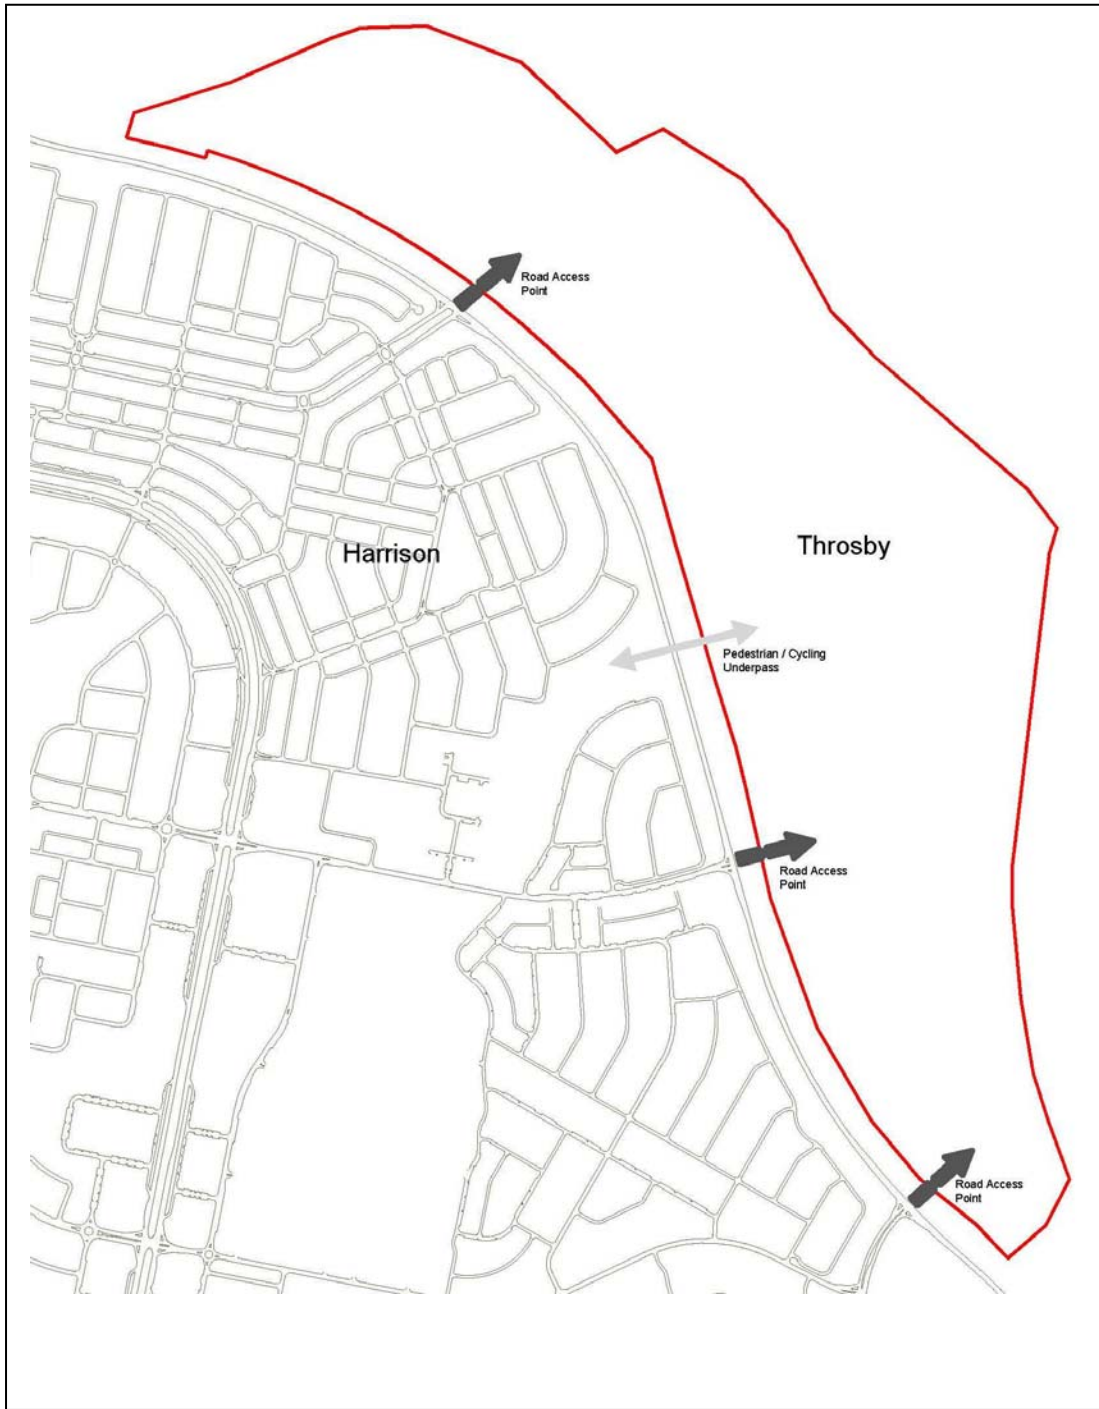 Road Access
Point
Harrison
Throsby
Pedestrian / Cycling
Underpass
Road Access
Point
Road Access
Point